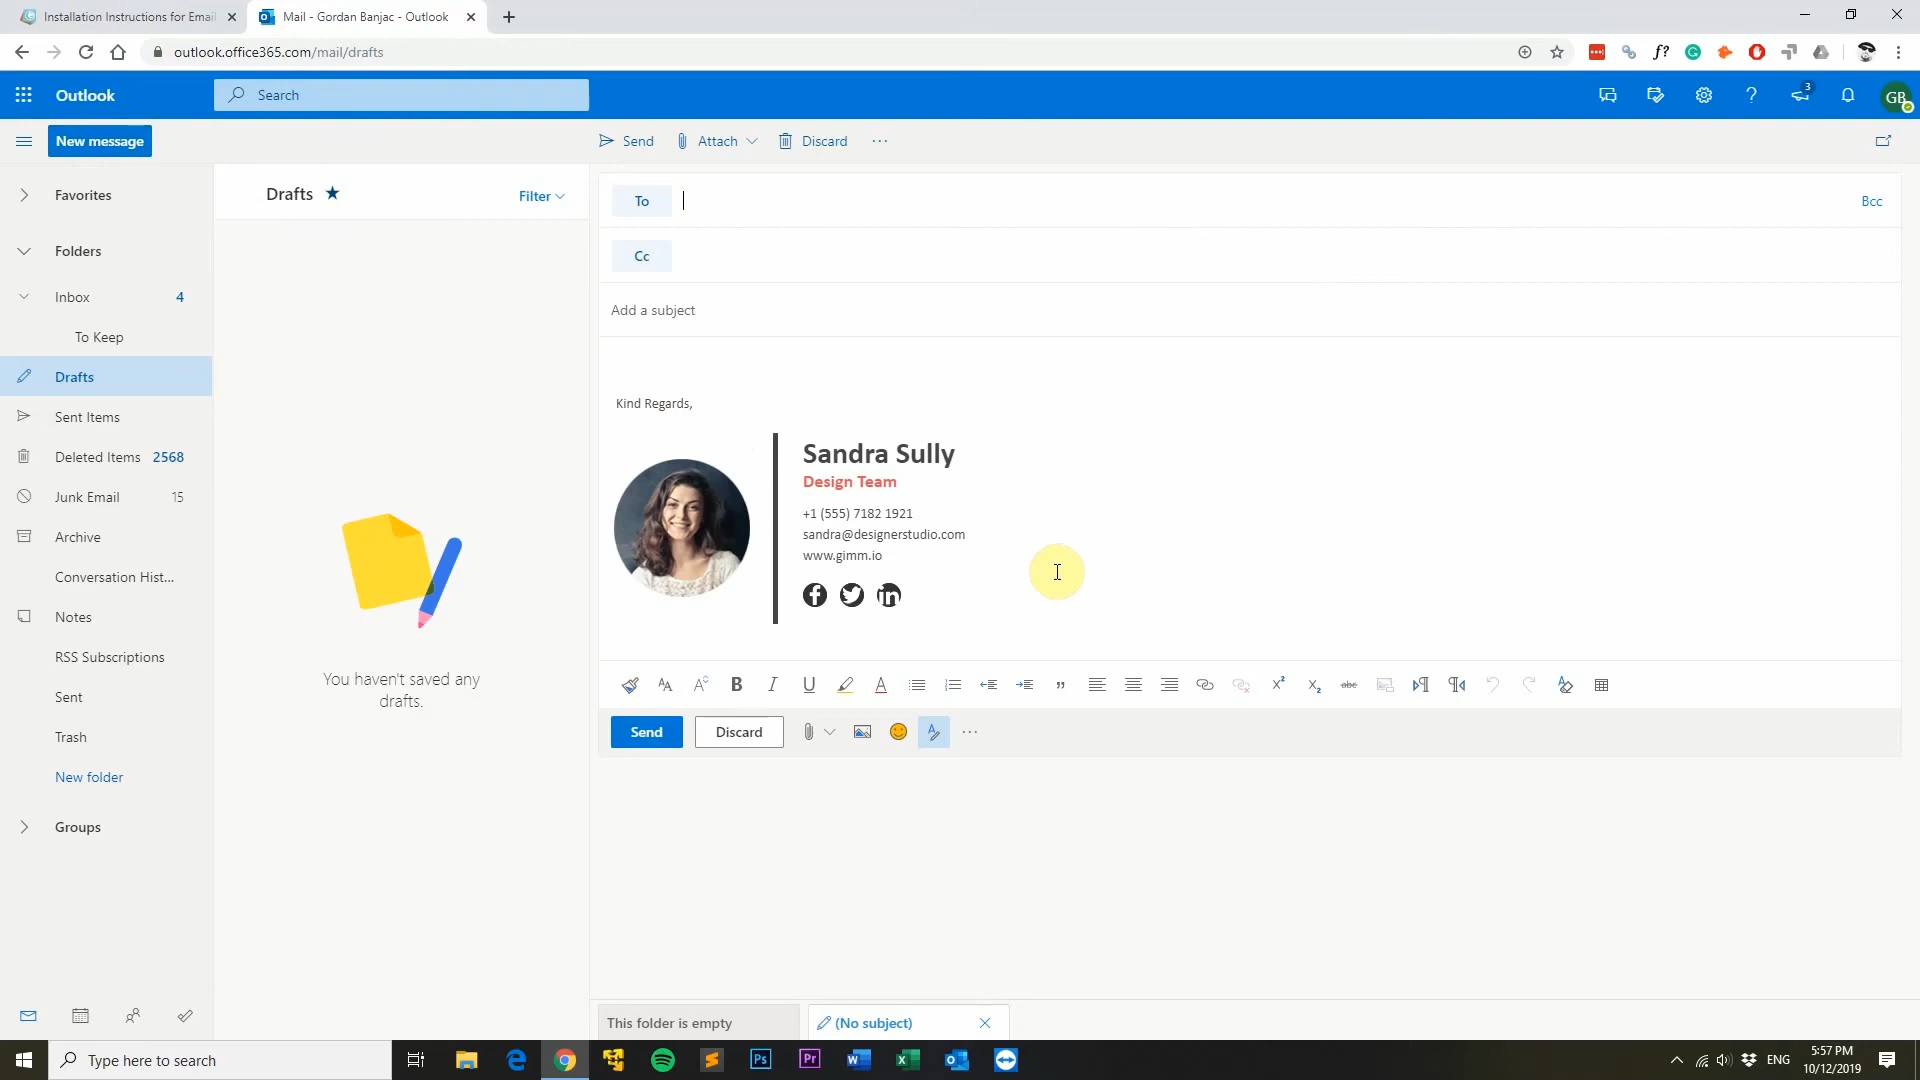 Installation Instructions for Email
Mail - Gordan Banjac - Outlook
outlook.office365.com/mail/drafts
Outlook
Search
3
GB
New message
Send
Attach
Discard
Favorites
Drafts
Filter
To
Bcc
Folders
Cc
Inbox 4
Add a subject
To Keep
Drafts
Sent Items
Deleted Items 2568
Junk Email 15
Archive
Conversation Hist...
Notes
RSS Subscriptions
Sent
Trash
New folder
Groups
You haven't saved any
drafts.
Kind Regards,
Sandra Sully
Design Team
+1 (555) 7182 1921
sandra@designerstudio.com
www.gimm.io
Send
Discard
This folder is empty
(No subject)
Type here to search
ENG
5:57 PM
10/12/2019